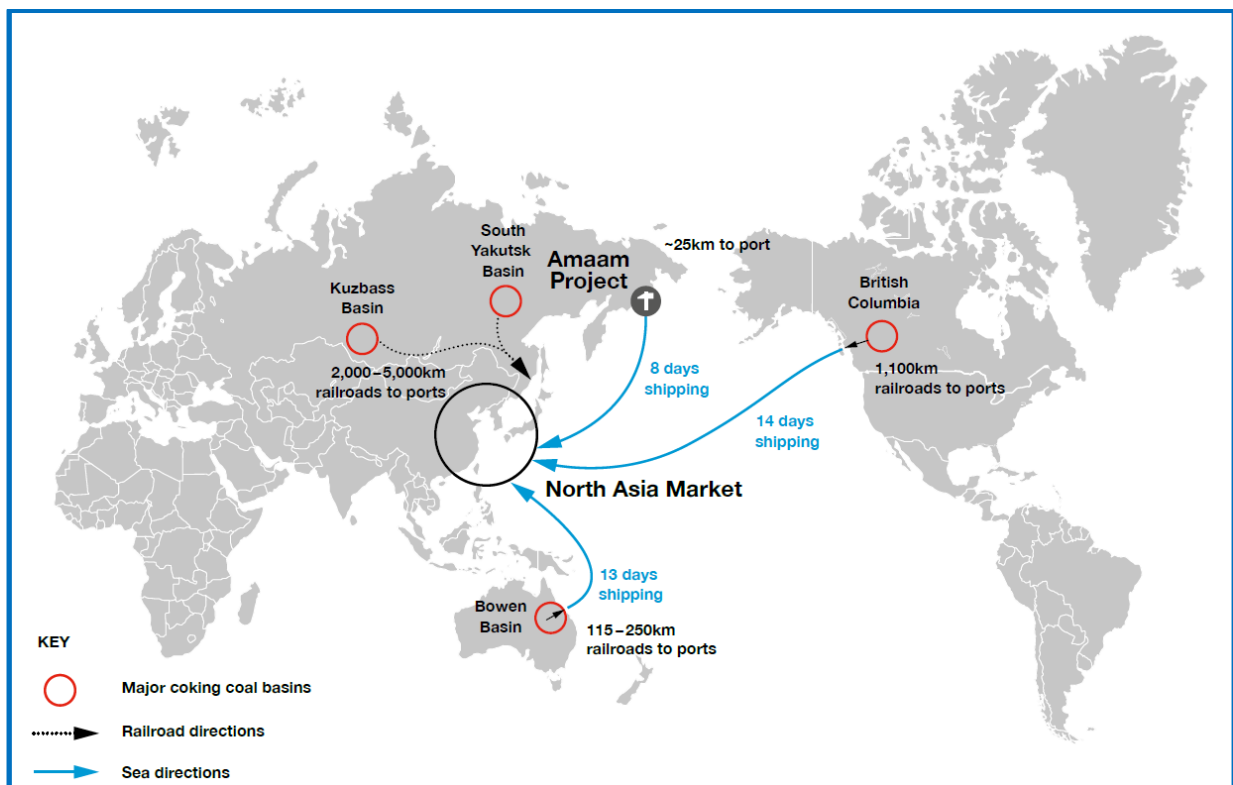 ~25km to port
South
Yakutsk
Basin
Amaam
Project
Kuzbass
Basin
British
Columbia
2,000–5,000km
railroads to ports
8 days
shipping
1,100km
railroads to ports
14 days
shipping
North Asia Market
13 days
shipping
Bowen
Basin
115–250km
railroads to ports
KEY
Major coking coal basins
Railroad directions
Sea directions